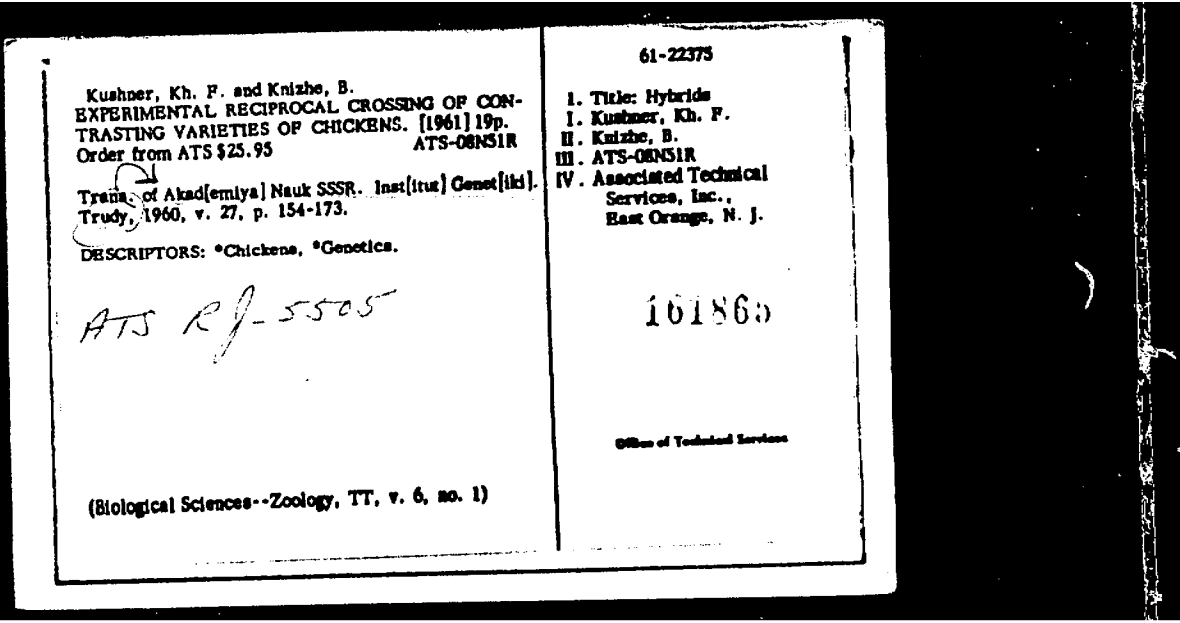 Kushner, Kh. F. and Knizhe, B.
EXPERIMENTAL RECIPROCAL CROSSING OF CON-
TRASTING VARIETIES OF CHICKENS. [1961] 19p.
Order from ATS $25.95 ATS-08N51R
Trans. of Akad[emiya] Nauk SSSR. Inst[itut] Genet[iki].
Trudy, 1960, v. 27, p. 154-173.
DESCRIPTORS: *Chickens, *Genetics.
ATS RJ-5505
(Biological Sciences--Zoology, TT, v. 6, no. 1)
61-22375
1. Title: Hybrids
I. Kushner, Kh. F.
II. Knizhe, B.
III. ATS-08N51R
IV. Associated Technical
Services, Inc.,
East Orange, N. J.
161865
Office of Technical Services